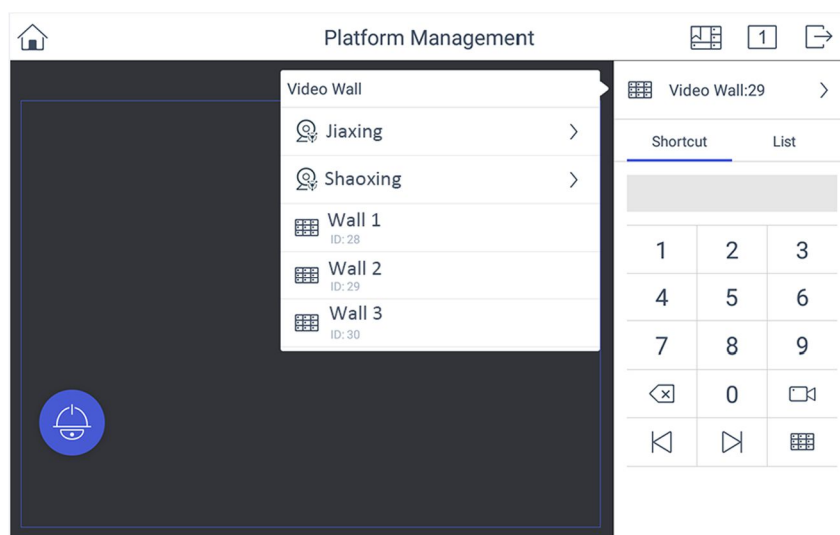 Platform Management
1
Video Wall
Jiaxing
Shaoxing
Wall 1
ID: 28
Wall 2
ID: 29
Wall 3
ID: 30
Video Wall:29
Shortcut List
1 2 3
4 5 6
7 8 9
0